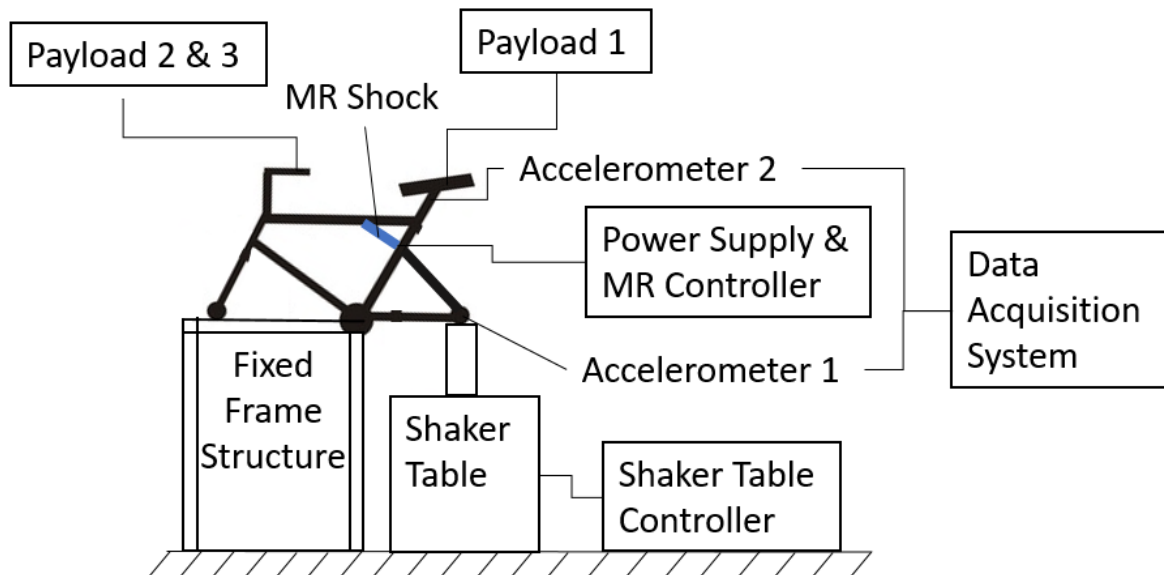 Payload 2 & 3
Payload 1
MR Shock
Accelerometer 2
Power Supply &
MR Controller
Data
Acquisition
System
Accelerometer 1
Fixed
Frame
Structure
Shaker
Table
Shaker Table
Controller